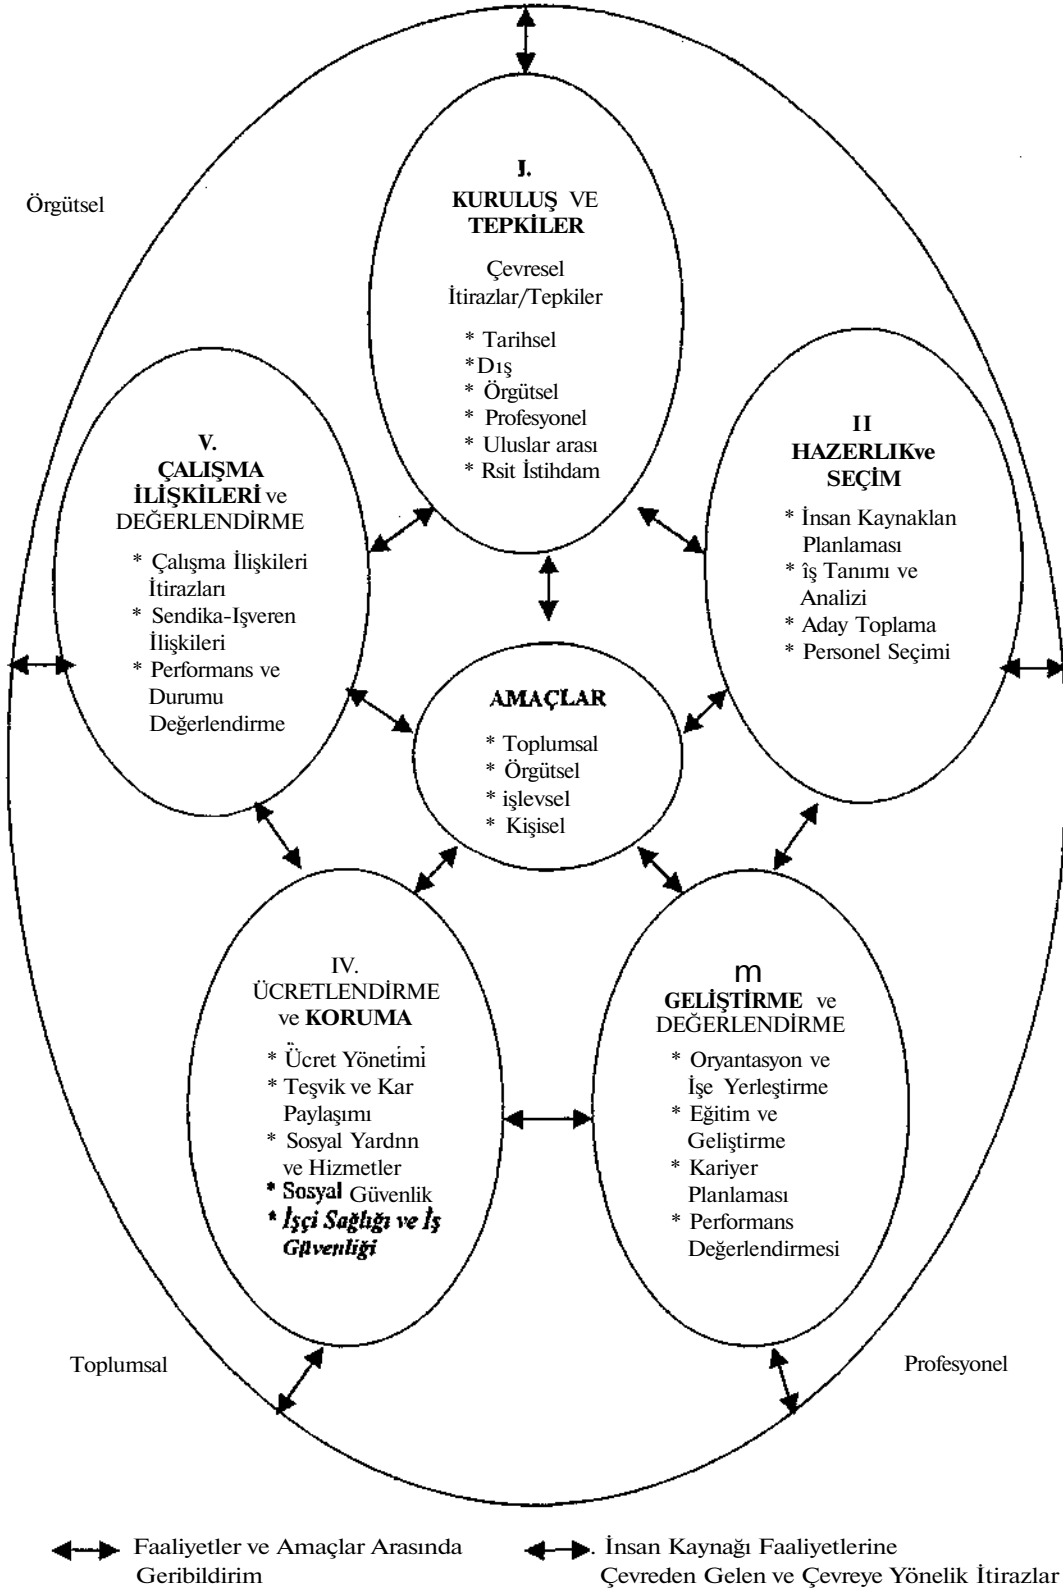 Örgütsel
I.
KURULUŞ VE
TEPKİLER
Çevresel
İtirazlar/Tepkiler
* Tarihsel
*Dış
* Örgütsel
* Profesyonel
* Uluslar arası
* Rsit İstihdam
II
HAZERLIKve
SEÇİM
* İnsan Kaynaklan
Planlaması
* îş Tanımı ve
Analizi
* Aday Toplama
* Personel Seçimi
V.
ÇALIŞMA
İLİŞKİLERİ ve
DEĞERLENDİRME
* Çalışma İlişkileri
İtirazları
* Sendika-Işveren
İlişkileri
* Performans ve
Durumu
Değerlendirme
AMAÇLAR
* Toplumsal
* Örgütsel
* işlevsel
* Kişisel
IV.
ÜCRETLENDİRME
ve KORUMA
* Ücret Yönetimi
* Teşvik ve Kar
Paylaşımı
* Sosyal Yardnn
ve Hizmetler
* Sosyal Güvenlik
* İşçi Sağlığı ve İş
Güvenliği
m
GELİŞTİRME ve
DEĞERLENDİRME
* Oryantasyon ve
İşe Yerleştirme
* Eğitim ve
Geliştirme
* Kariyer
Planlaması
* Performans
Değerlendirmesi
Toplumsal
Profesyonel
Faaliyetler ve Amaçlar Arasında
Geribildirim
. İnsan Kaynağı Faaliyetlerine
Çevreden Gelen ve Çevreye Yönelik İtirazlar